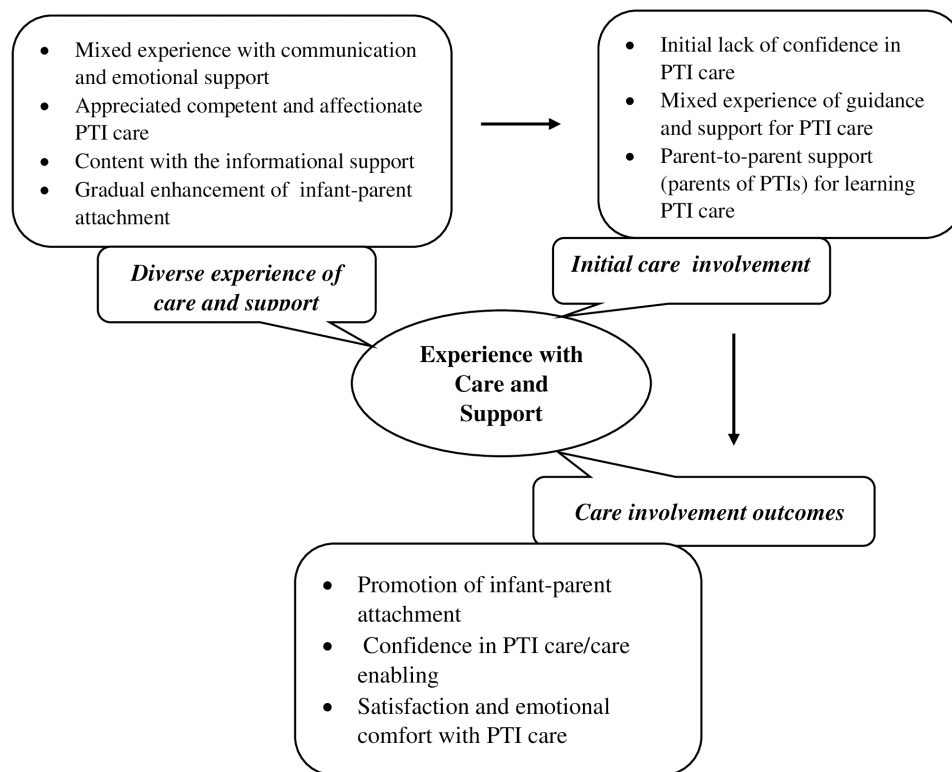 • Mixed experience with communication
and emotional support
• Appreciated competent and affectionate
PTI care
• Content with the informational support
• Gradual enhancement of infant-parent
attachment
• Initial lack of confidence in
PTI care
• Mixed experience of guidance
and support for PTI care
• Parent-to-parent support
(parents of PTIs) for learning
PTI care
Diverse experience of
care and support
Initial care involvement
Experience with
Care and
Support
Care involvement outcomes
• Promotion of infant-parent
attachment
• Confidence in PTI care/care
enabling
• Satisfaction and emotional
comfort with PTI care